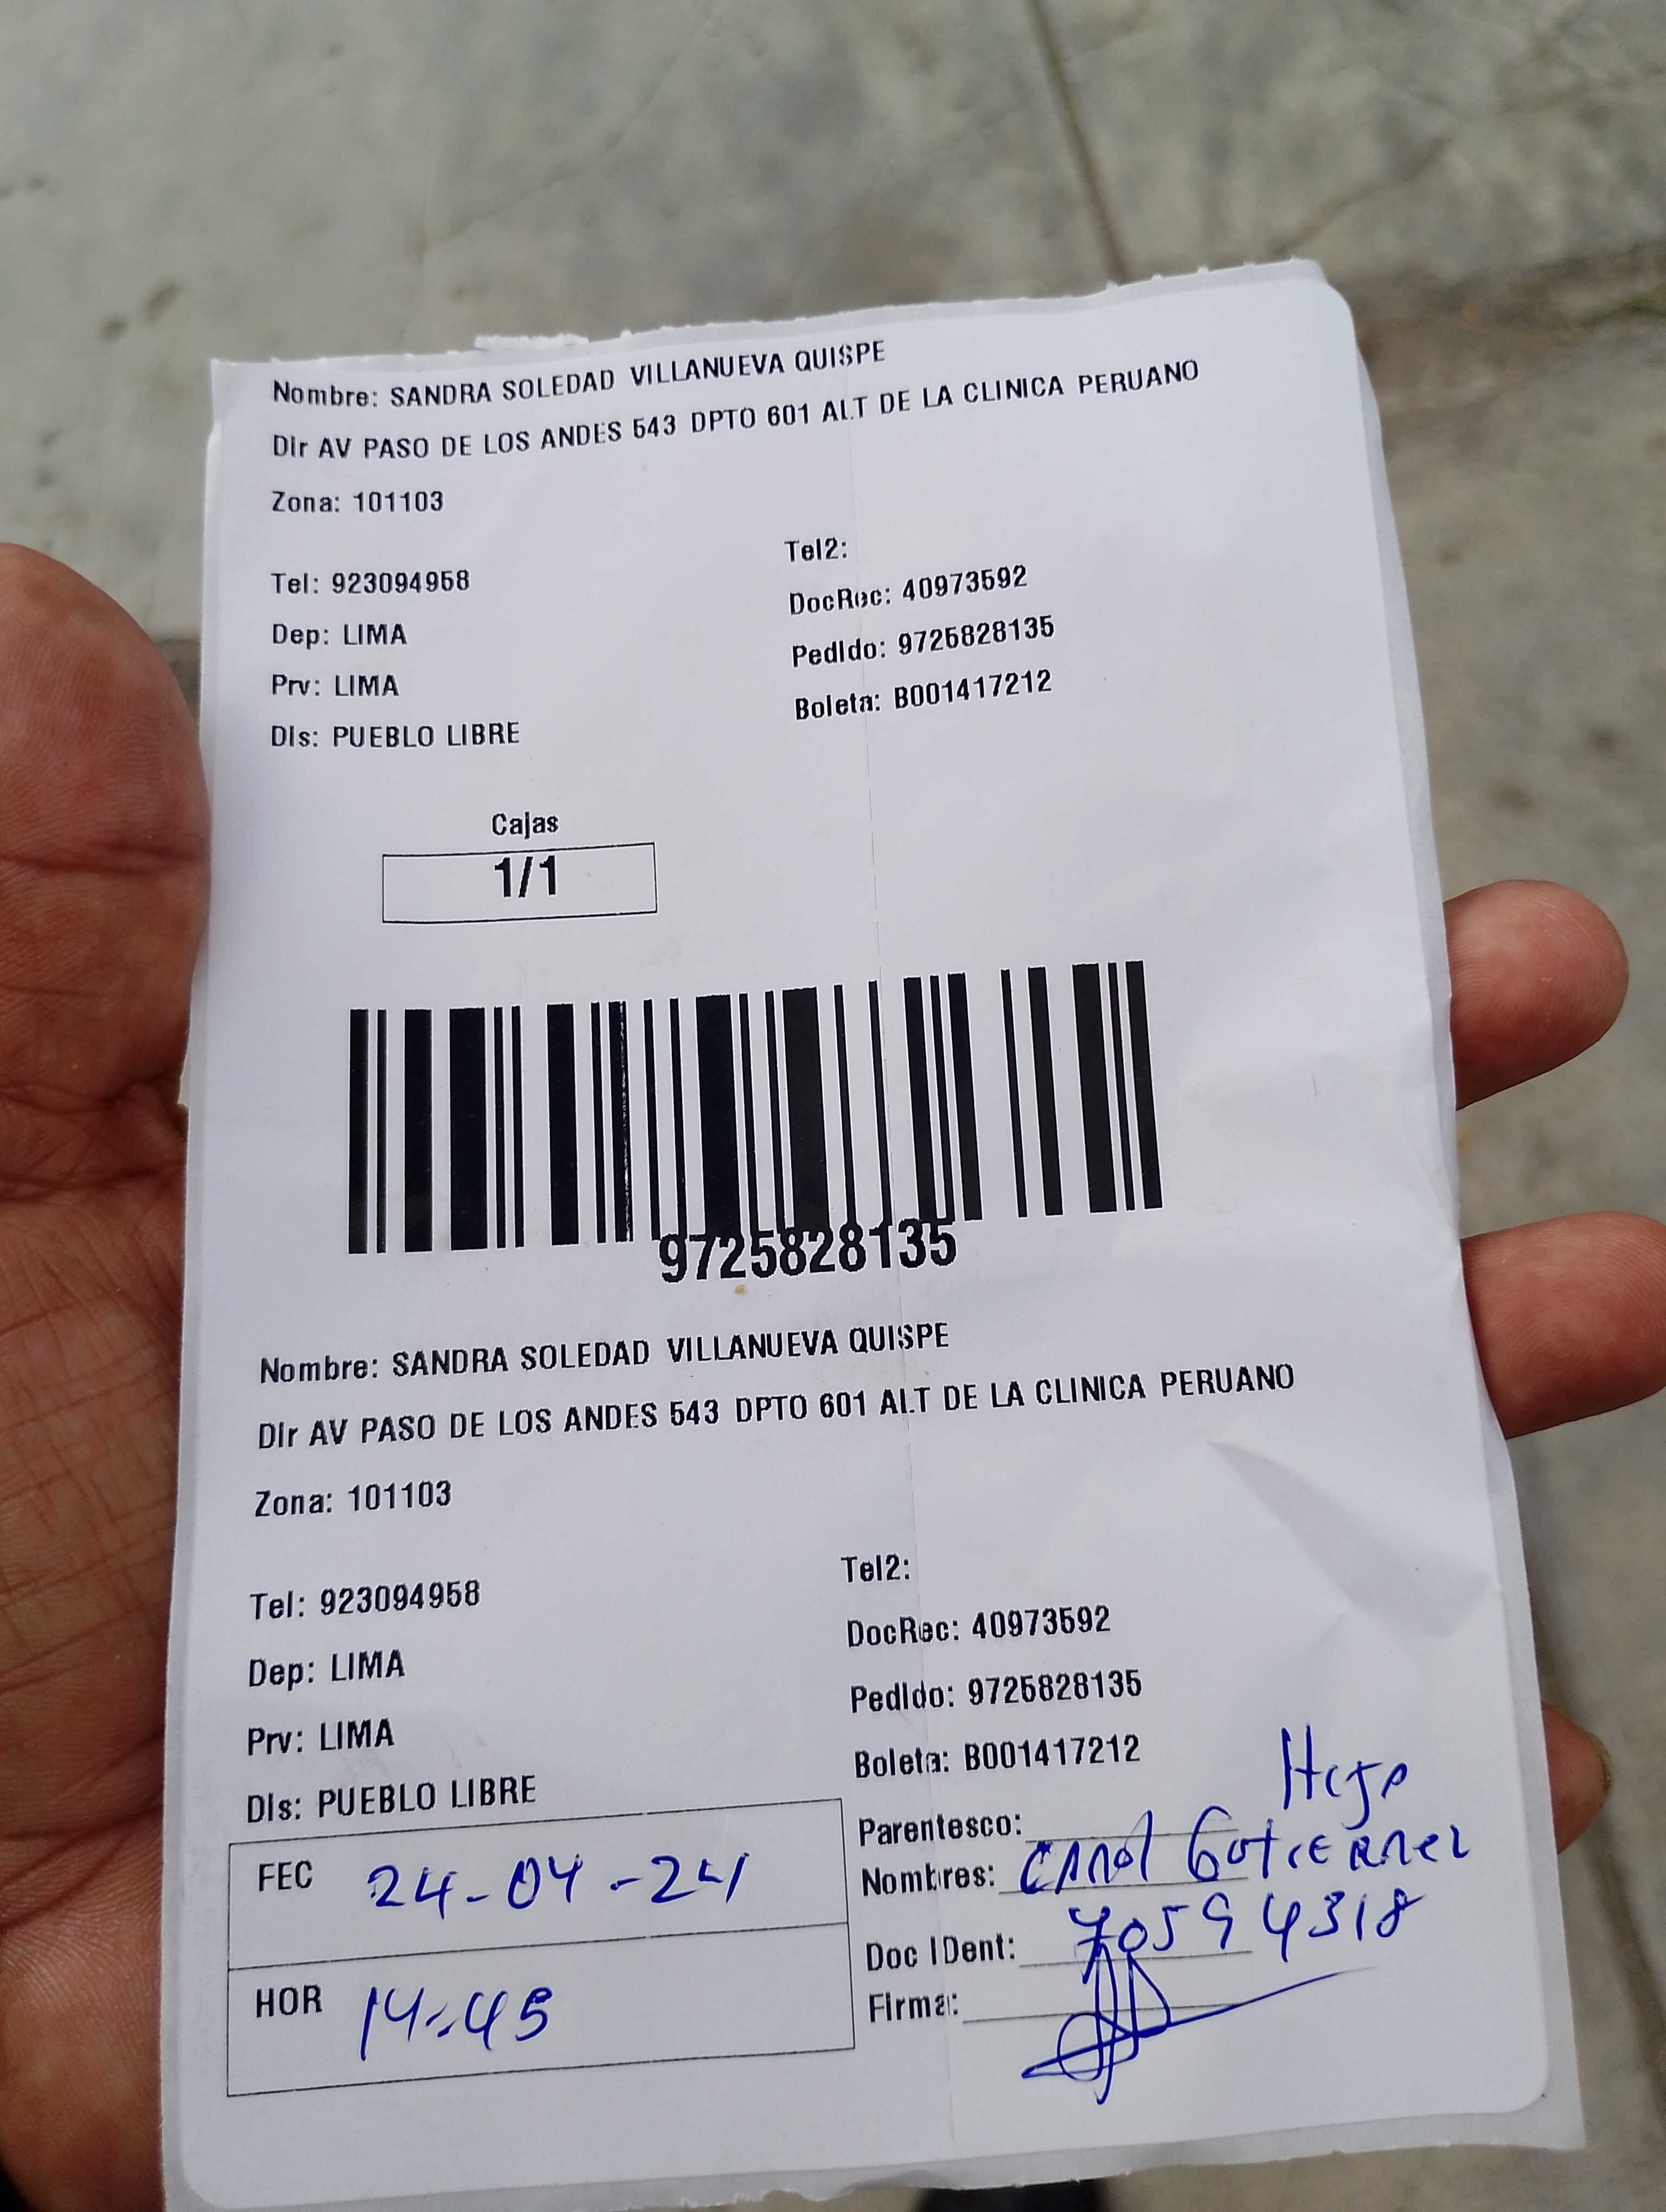 Nombre: SANDRA SOLEDAD VILLANUEVA QUISPE
Dir AV PASO DE LOS ANDES 543 DPTO 601 ALT DE LA CLINICA PERUANO
Zona: 101103
Tel: 923094958
Tel2:
Dep: LIMA
DocRec: 40973592
Prv: LIMA
Pedido: 9725828135
Dis: PUEBLO LIBRE
Boleta: B001417212
Cajas
1/1
9725828135
Nombre: SANDRA SOLEDAD VILLANUEVA QUISPE
Dir AV PASO DE LOS ANDES 543 DPTO 601 ALT DE LA CLINICA PERUANO
Zona: 101103
Tel: 923094958
Tel2:
Dep: LIMA
DocRec: 40973592
Prv: LIMA
Pedido: 9725828135
Dis: PUEBLO LIBRE
Boleta: B001417212
Parentesco:
Nombres: CAROL
Doc IDent: 70594318
Firma:
FEC 24-04-24
HOR 14:45